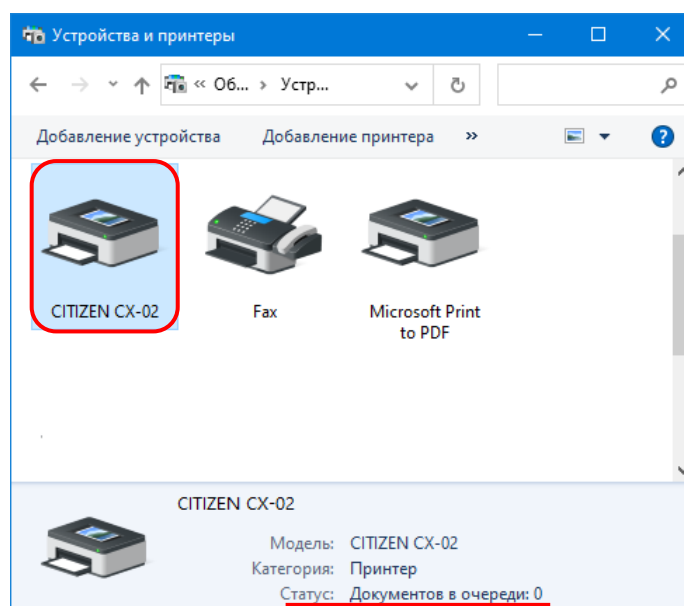 Устройства и принтеры
« Об... › Устр...
Добавление устройства Добавление принтера »
CITIZEN CX-02 Fax Microsoft Print
to PDF
CITIZEN CX-02
Модель: CITIZEN CX-02
Категория: Принтер
Статус: Документов в очереди: 0